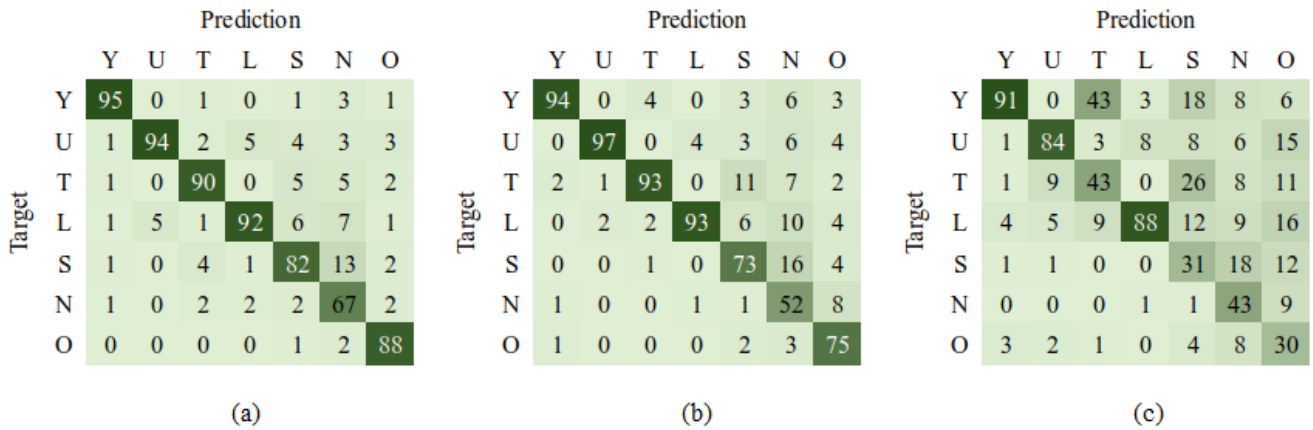 Prediction Prediction Prediction
Y U T L S N O Y U T L S N O Y U T L S N O
Target Target Target
Y 95 0 1 0 1 3 1 Y 94 0 4 0 3 6 3 Y 91 0 43 3 18 8 6
U 1 94 2 5 4 3 3 U 0 97 0 4 3 6 4 U 1 84 3 8 8 6 15
T 1 0 90 0 5 5 2 T 2 1 93 0 11 7 2 T 1 9 43 0 26 8 11
L 1 5 1 92 6 7 1 L 0 2 2 93 6 10 4 L 4 5 9 88 12 9 16
S 1 0 4 1 82 13 2 S 0 0 1 0 73 16 4 S 1 1 0 0 31 18 12
N 1 0 2 2 2 67 2 N 1 0 0 1 1 52 8 N 0 0 0 1 1 43 9
O 0 0 0 0 1 2 88 O 1 0 0 0 2 3 75 O 3 2 1 0 4 8 30
(a) (b) (c)